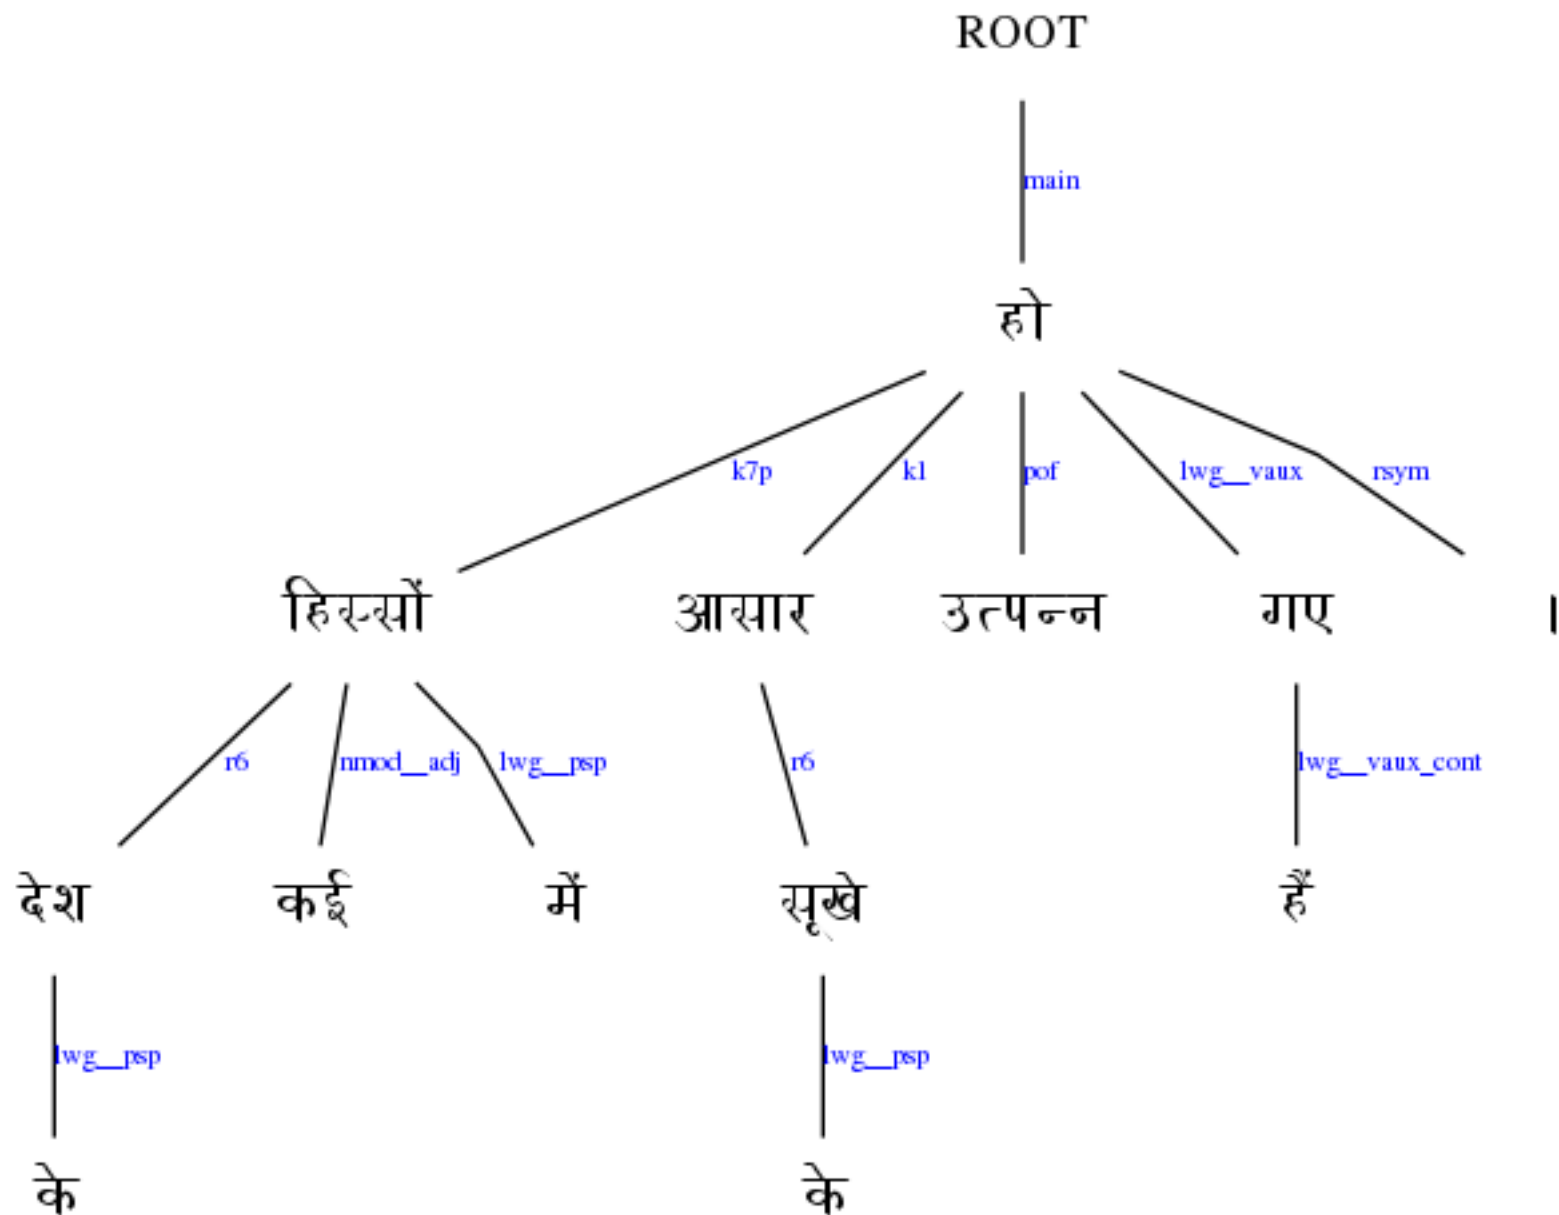 ROOT
main
हो
k7p k1 pof lwg__vaux rsym
हिस्सों आसार उत्पन्न गए ।
r6 nmod__adj lwg__psp r6 lwg__vaux_cont
देश कई में सूखे हैं
lwg__psp lwg__psp
के के